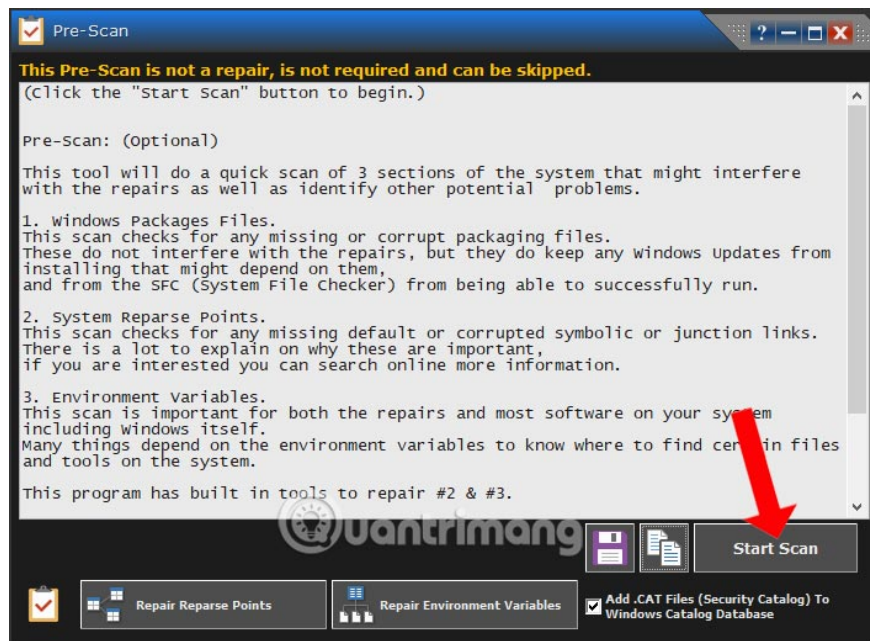 Pre-Scan
?
This Pre-Scan is not a repair, is not required and can be skipped.
(Click the "Start Scan" button to begin.)
Pre-Scan: (Optional)
This tool will do a quick scan of 3 sections of the system that might interfere
with the repairs as well as identify other potential  problems.
1. Windows Packages Files.
This scan checks for any missing or corrupt packaging files.
These do not interfere with the repairs, but they do keep any Windows Updates from
installing that might depend on them,
and from the SFC (System File Checker) from being able to successfully run.
2. System Reparse Points.
This scan checks for any missing default or corrupted symbolic or junction links.
There is a lot to explain on why these are important,
if you are interested you can search online more information.
3. Environment Variables.
This scan is important for both the repairs and most software on your system
including Windows itself.
Many things depend on the environment variables to know where to find certain files
and tools on the system.
This program has built in tools to repair #2 & #3.
Quantrimang
Start Scan
Repair Reparse Points
Repair Environment Variables
Add .CAT Files (Security Catalog) To
Windows Catalog Database